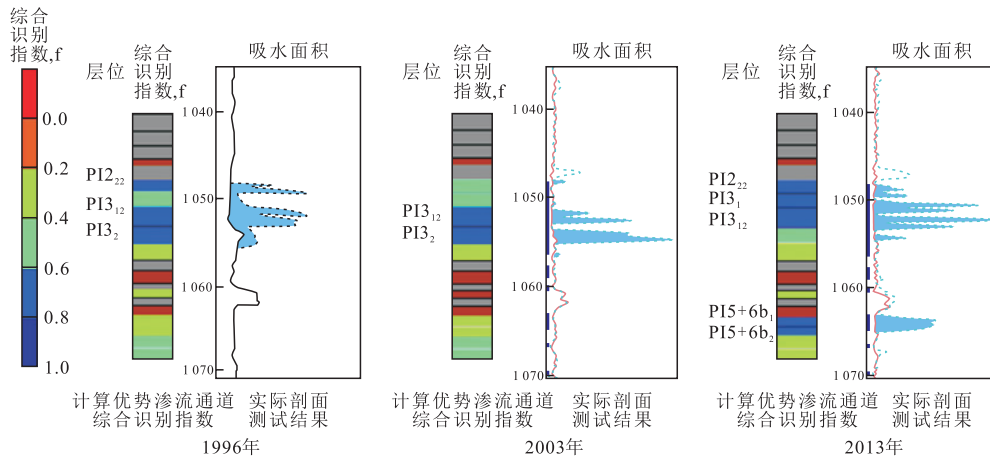 综合
识别
指数,f
0.0
0.2
0.4
0.6
0.8
1.0
层位
综合
识别
指数,f
吸水面积
PI2₂₂
PI3₁₂
PI3₂
1 040
1 050
1 060
1 070
计算优势渗流通道
综合识别指数
实际剖面
测试结果
1996年
层位
综合
识别
指数,f
吸水面积
PI3₁₂
PI3₂
1 040
1 050
1 060
1 070
计算优势渗流通道
综合识别指数
实际剖面
测试结果
2003年
层位
综合
识别
指数,f
吸水面积
PI2₂₂
PI3₁
PI3₁₂
PI5+6b₁
PI5+6b₂
1 040
1 050
1 060
1 070
计算优势渗流通道
综合识别指数
实际剖面
测试结果
2013年